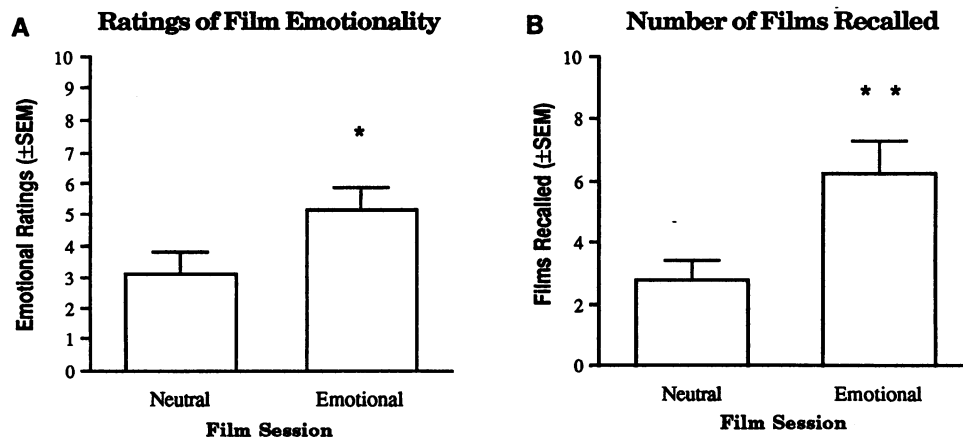 A
Ratings of Film Emotionality
Emotional Ratings (±SEM)
10
9
8
7
6
5
4
3
2
1
0
*
Neutral
Emotional
Film Session
B
Number of Films Recalled
Films Recalled (±SEM)
10
8
6
4
2
0
* *
Neutral
Emotional
Film Session